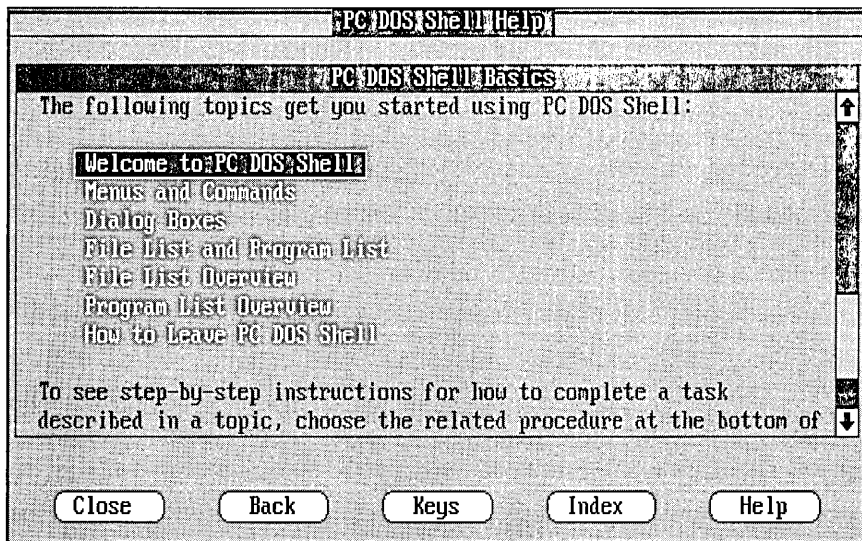 PC DOS Shell Help
PC DOS Shell Basics
The following topics get you started using PC DOS Shell:
Welcome to PC DOS Shell
Menus and Commands
Dialog Boxes
File List and Program List
File List Overview
Program List Overview
How to Leave PC DOS Shell
To see step-by-step instructions for how to complete a task
described in a topic, choose the related procedure at the bottom of
Close Back Keys Index Help